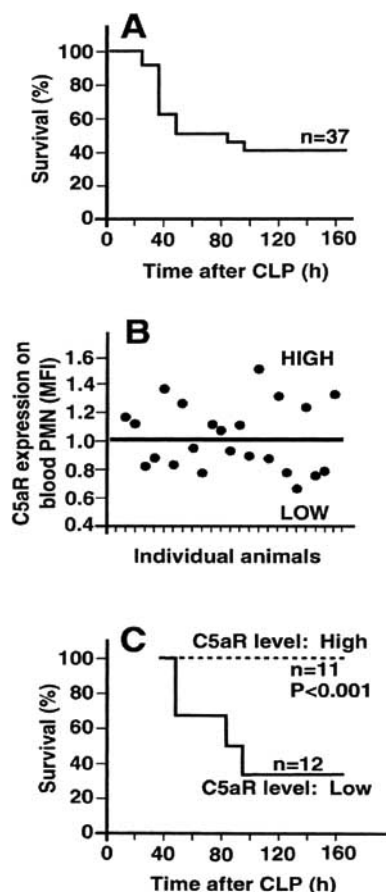 A
100
80
60
40
20
0
Survival (%)
n=37
0 40 80 120 160
Time after CLP (h)
B
1.6
1.4
1.2
1.0
0.8
0.6
0.4
C5aR expression on
blood PMN (MFI)
HIGH
LOW
Individual animals
C
C5aR level: High
100
80
60
40
20
0
Survival (%)
n=11
P<0.001
n=12
C5aR level: Low
0 40 80 120 160
Time after CLP (h)